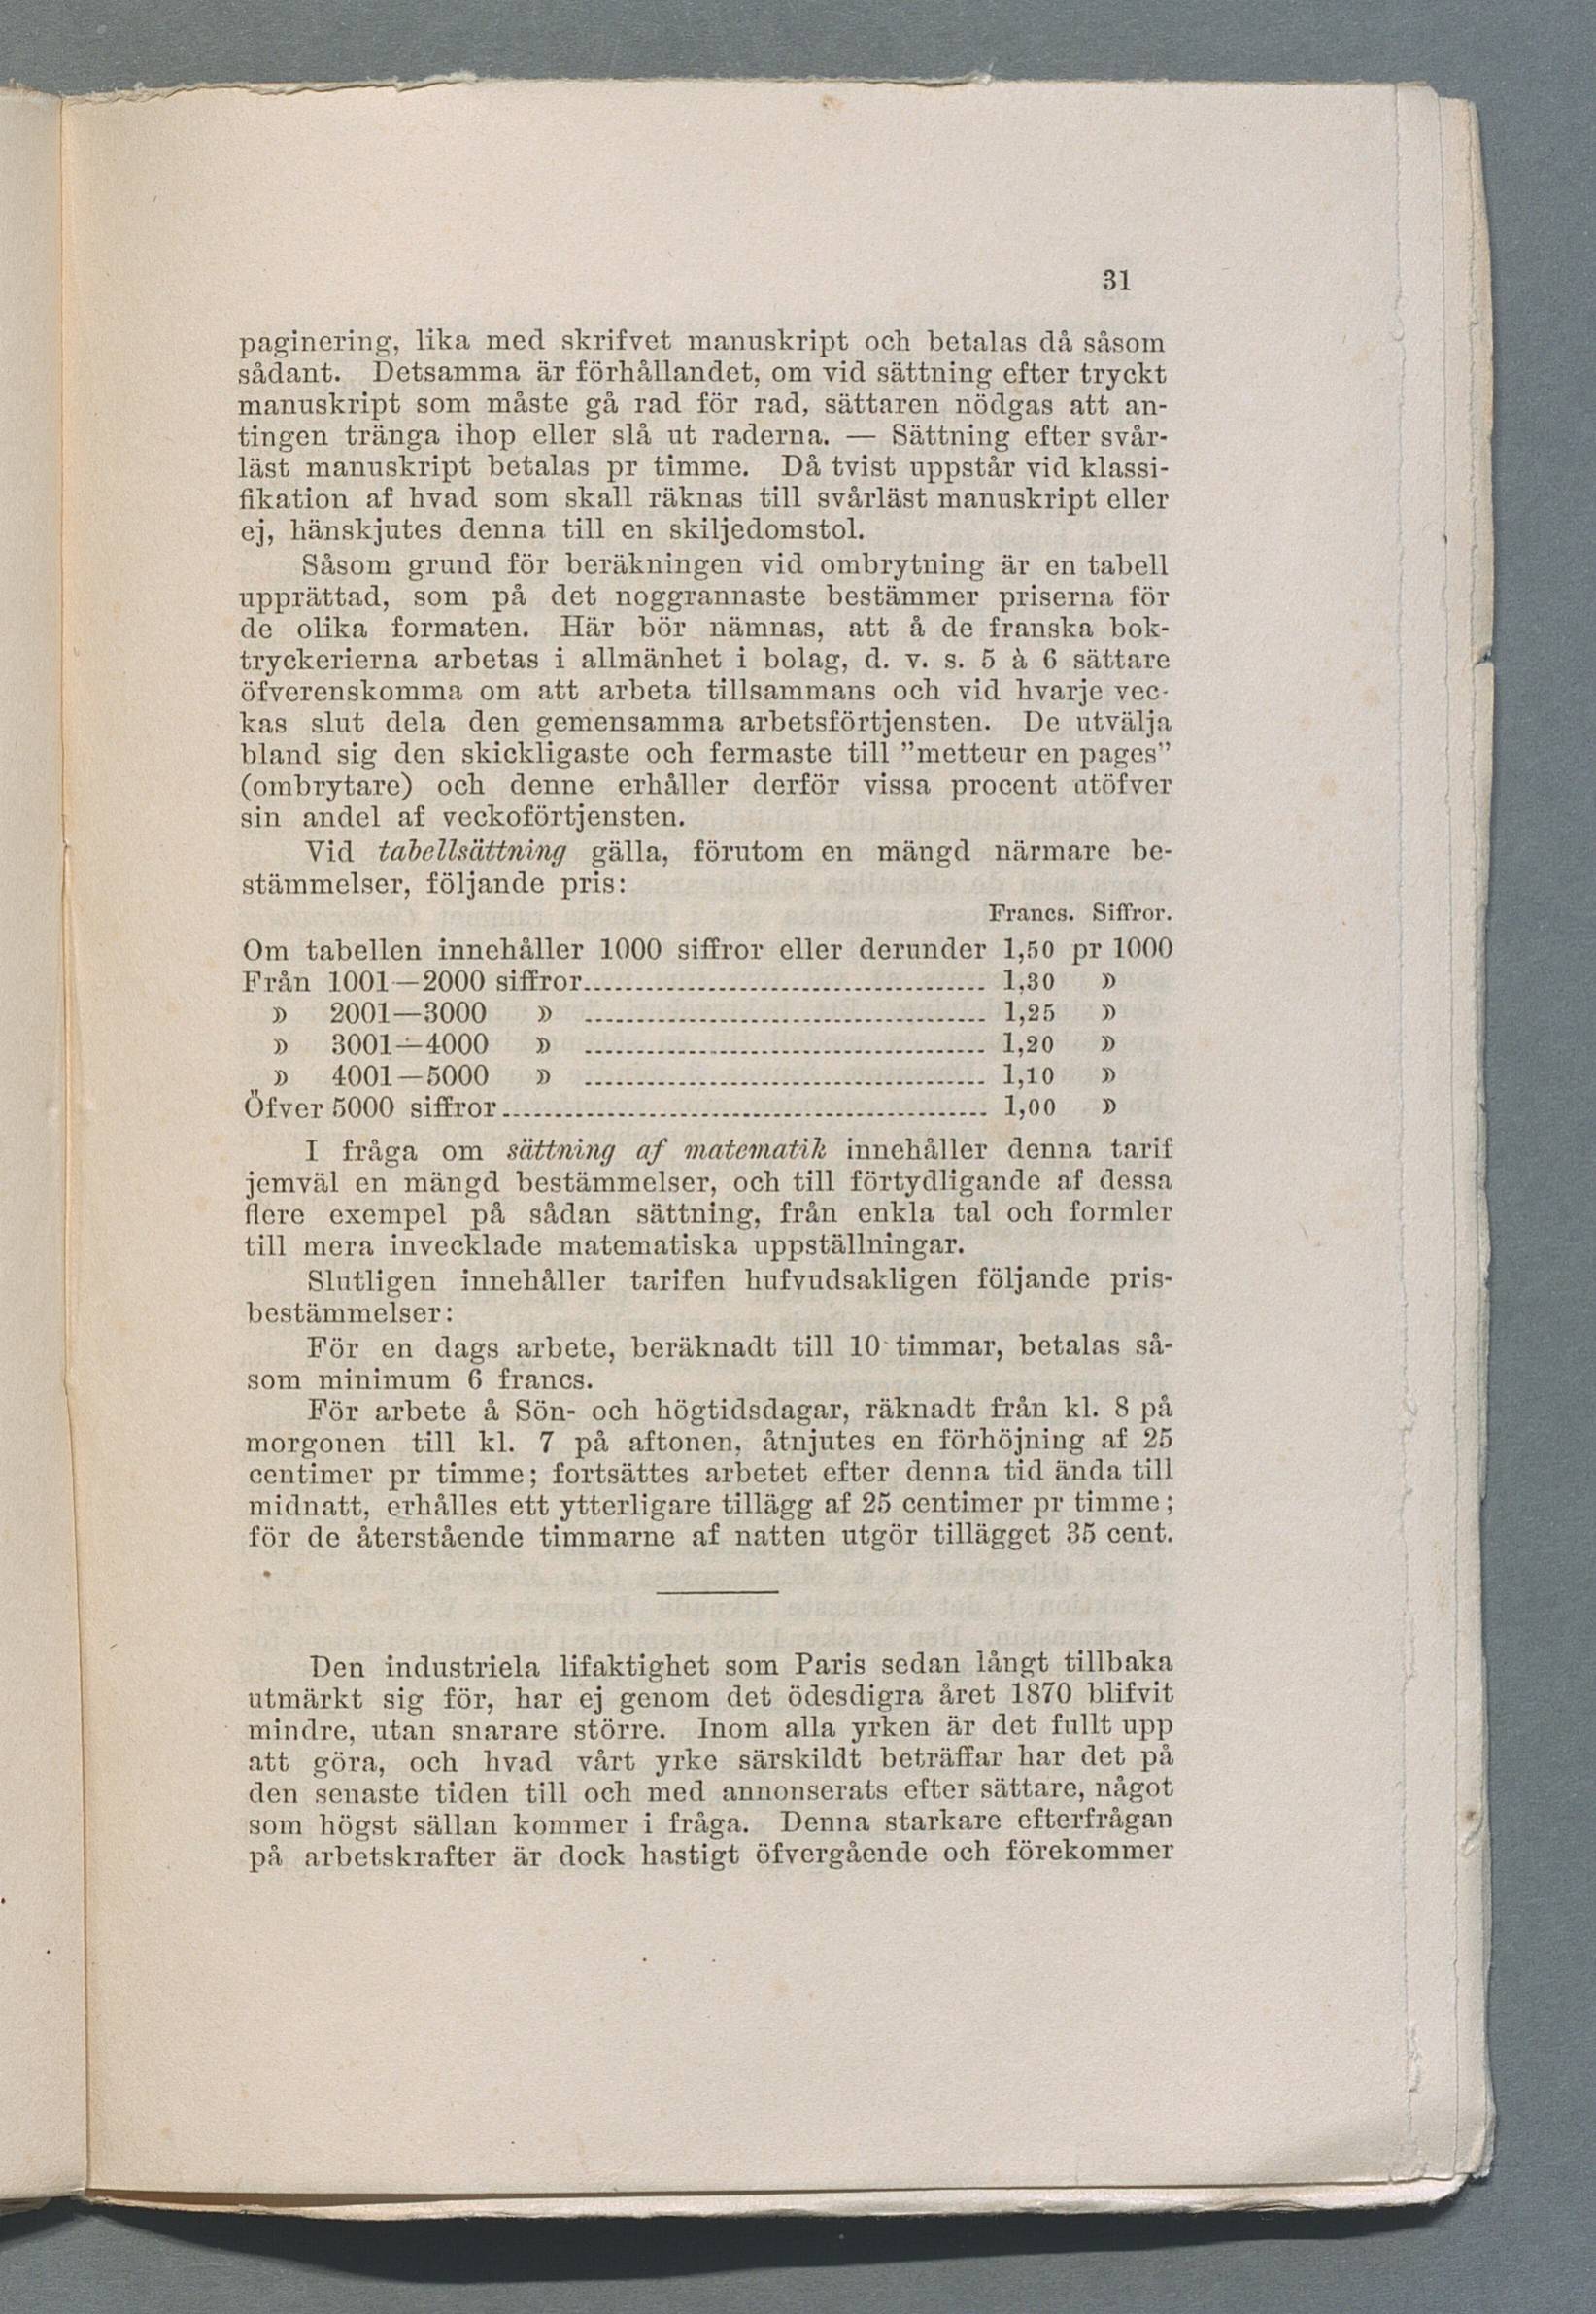 31
paginering, lika med skrifvet manuskript och betalas då såsom
sådant. Detsamma är förhållandet, om vid sättning efter tryckt
manuskript som måste gå rad för rad, sättaren nödgas att an-
tingen tränga ihop eller slå ut raderna. — Sättning efter svår-
läst manuskript betalas pr timme. Då tvist uppstår vid klassi-
fikation af hvad som skall räknas till svårläst manuskript eller
ej, hänskjutes denna till en skiljedomstol.
Såsom grund för beräkningen vid ombrytning är en tabell
upprättad, som på det noggrannaste bestämmer priserna för
de olika formaten. Här bör nämnas, att å de franska bok-
tryckerierna arbetas i allmänhet i bolag, d. v. s. 5 à 6 sättare
öfverenskomma om att arbeta tillsammans och vid hvarje vec-
kas slut dela den gemensamma arbetsförtjensten. De utvälja
bland sig den skickligaste och fermaste till ”metteur en pages”
(ombrytare) och denne erhåller derför vissa procent utöfver
sin andel af veckoförtjensten.
Vid tabellsättning gälla, förutom en mängd närmare be-
stämmelser, följande pris:
Francs. Siffror.
Om tabellen innehåller 1000 siffror eller derunder 1,50 pr 1000
Från 1001—2000 siffror........................................ 1,30 »
» 2001—3000 » ........................................ 1,25 »
» 3001—4000 » ........................................ 1,20 »
» 4001—5000 » ........................................ 1,10 »
Öfver 5000 siffror................................................ 1,00 »
I fråga om sättning af matematik innehåller denna tarif
jemväl en mängd bestämmelser, och till förtydligande af dessa
flere exempel på sådan sättning, från enkla tal och formler
till mera invecklade matematiska uppställningar.
Slutligen innehåller tarifen hufvudsakligen följande pris-
bestämmelser:
För en dags arbete, beräknadt till 10 timmar, betalas så-
som minimum 6 francs.
För arbete å Sön- och högtidsdagar, räknadt från kl. 8 på
morgonen till kl. 7 på aftonen, åtnjutes en förhöjning af 25
centimer pr timme; fortsättes arbetet efter denna tid ända till
midnatt, erhålles ett ytterligare tillägg af 25 centimer pr timme;
för de återstående timmarne af natten utgör tillägget 35 cent.
Den industriela lifaktighet som Paris sedan långt tillbaka
utmärkt sig för, har ej genom det ödesdigra året 1870 blifvit
mindre, utan snarare större. Inom alla yrken är det fullt upp
att göra, och hvad vårt yrke särskildt beträffar har det på
den senaste tiden till och med annonserats efter sättare, något
som högst sällan kommer i fråga. Denna starkare efterfrågan
på arbetskrafter är dock hastigt öfvergående och förekommer